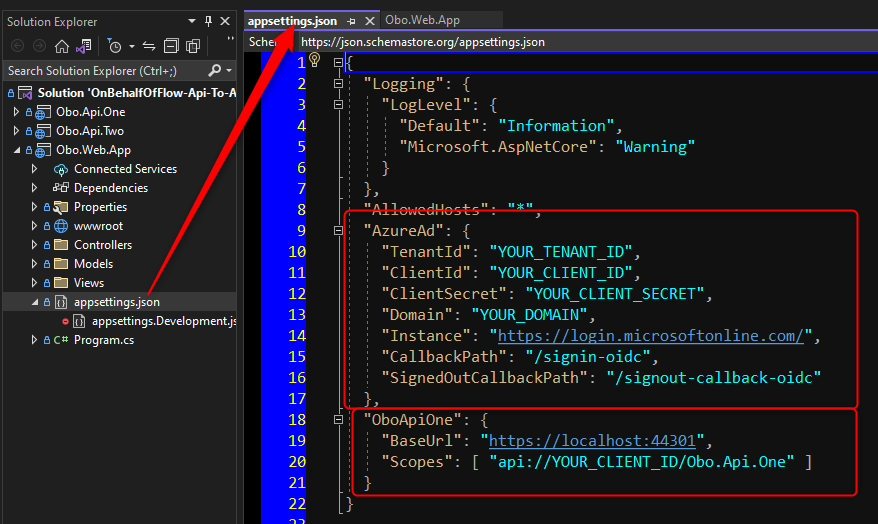 Solution Explorer
Search Solution Explorer (Ctrl+;)
Solution 'OnBehalfOfFlow-Api-To-A
Obo.Api.One
Obo.Api.Two
Obo.Web.App
Connected Services
Dependencies
Properties
wwwroot
Controllers
Models
Views
appsettings.json
appsettings.Development.js
C# Program.cs
appsettings.json
Obo.Web.App
https://json.schemastore.org/appsettings.json
1 {
2 "Logging": {
3 "LogLevel": {
4 "Default": "Information",
5 "Microsoft.AspNetCore": "Warning"
6 }
7 },
8 "AllowedHosts": "*",
9 "AzureAd": {
10 "TenantId": "YOUR_TENANT_ID",
11 "ClientId": "YOUR_CLIENT_ID",
12 "ClientSecret": "YOUR_CLIENT_SECRET",
13 "Domain": "YOUR_DOMAIN",
14 "Instance": "https://login.microsoftonline.com/",
15 "CallbackPath": "/signin-oidc",
16 "SignedOutCallbackPath": "/signout-callback-oidc"
17 },
18 "OboApiOne": {
19 "BaseUrl": "https://localhost:44301",
20 "Scopes": [ "api://YOUR_CLIENT_ID/Obo.Api.One" ]
21 }
22 }